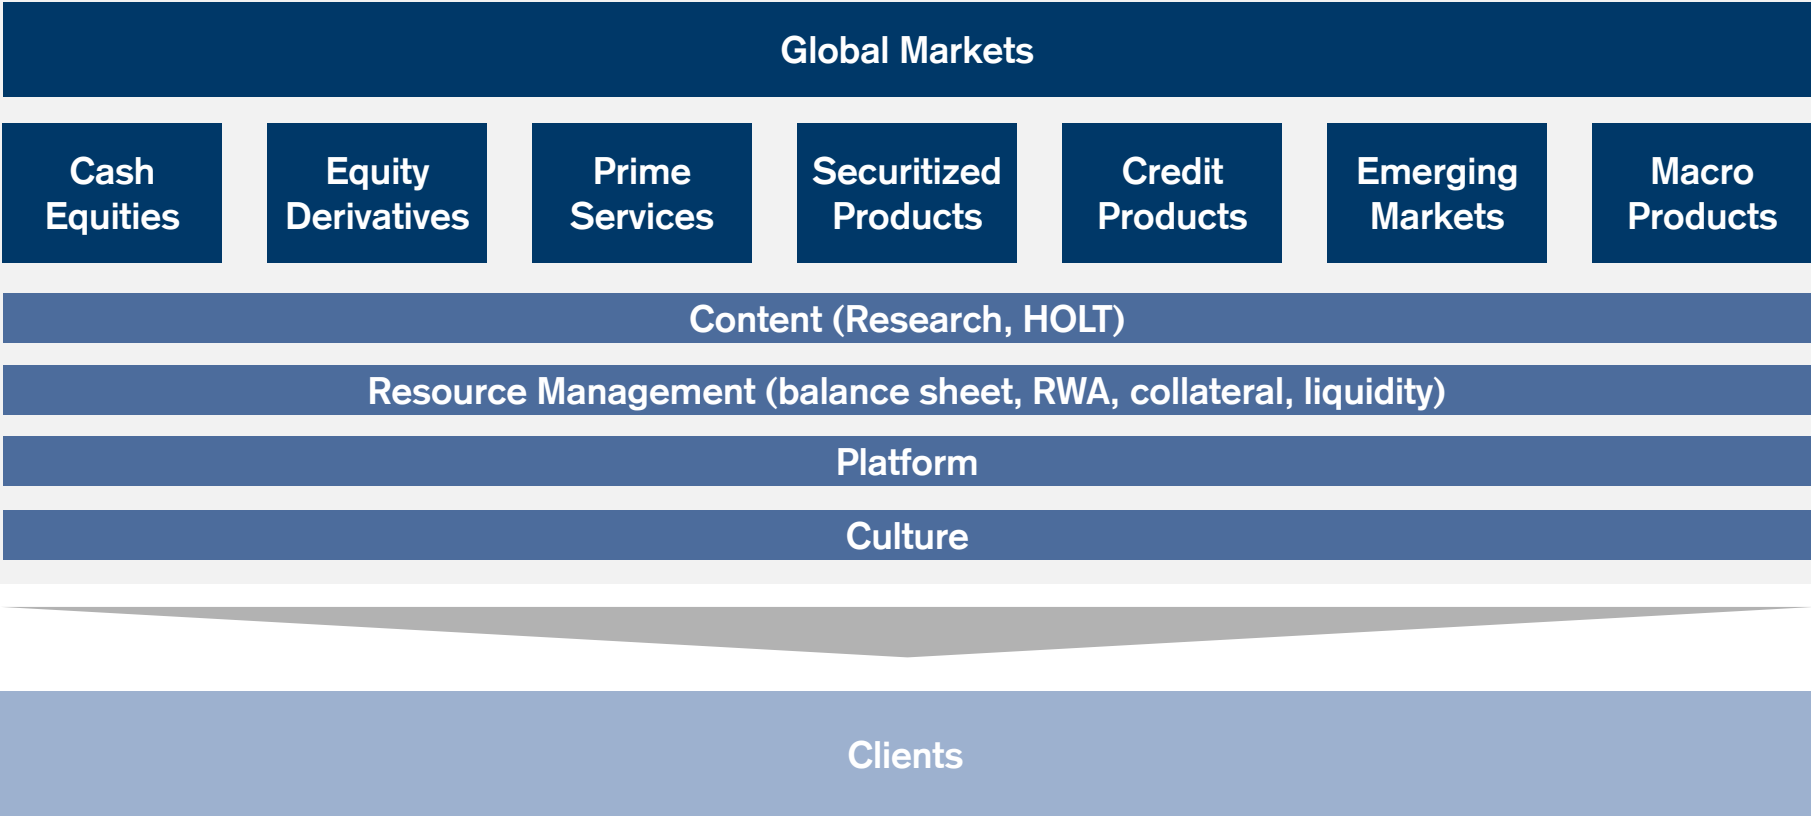 Global Markets
Cash
Equities
Equity
Derivatives
Prime
Services
Securitized
Products
Credit
Products
Emerging
Markets
Macro
Products
Content (Research, HOLT)
Resource Management (balance sheet, RWA, collateral, liquidity)
Platform
Culture
Clients